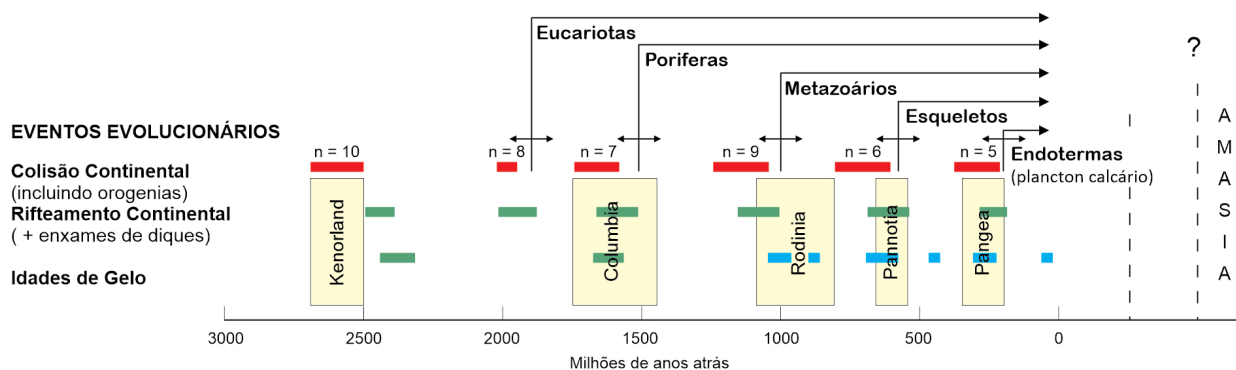 Eucariotas
Poriferas
?
Metazoários
Esqueletos
EVENTOS EVOLUCIONÁRIOS
n = 10
n = 8
n = 7
n = 9
n = 6
n = 5
Endotermas
(plancton calcário)
Colisão Continental
(incluindo orogenias)
Rifteamento Continental
( + enxames de diques)
Idades de Gelo
Kenorland
Columbia
Rodinia
Pannotia
Pangea
AMASIA
3000
2500
2000
1500
1000
500
0
Milhões de anos atrás